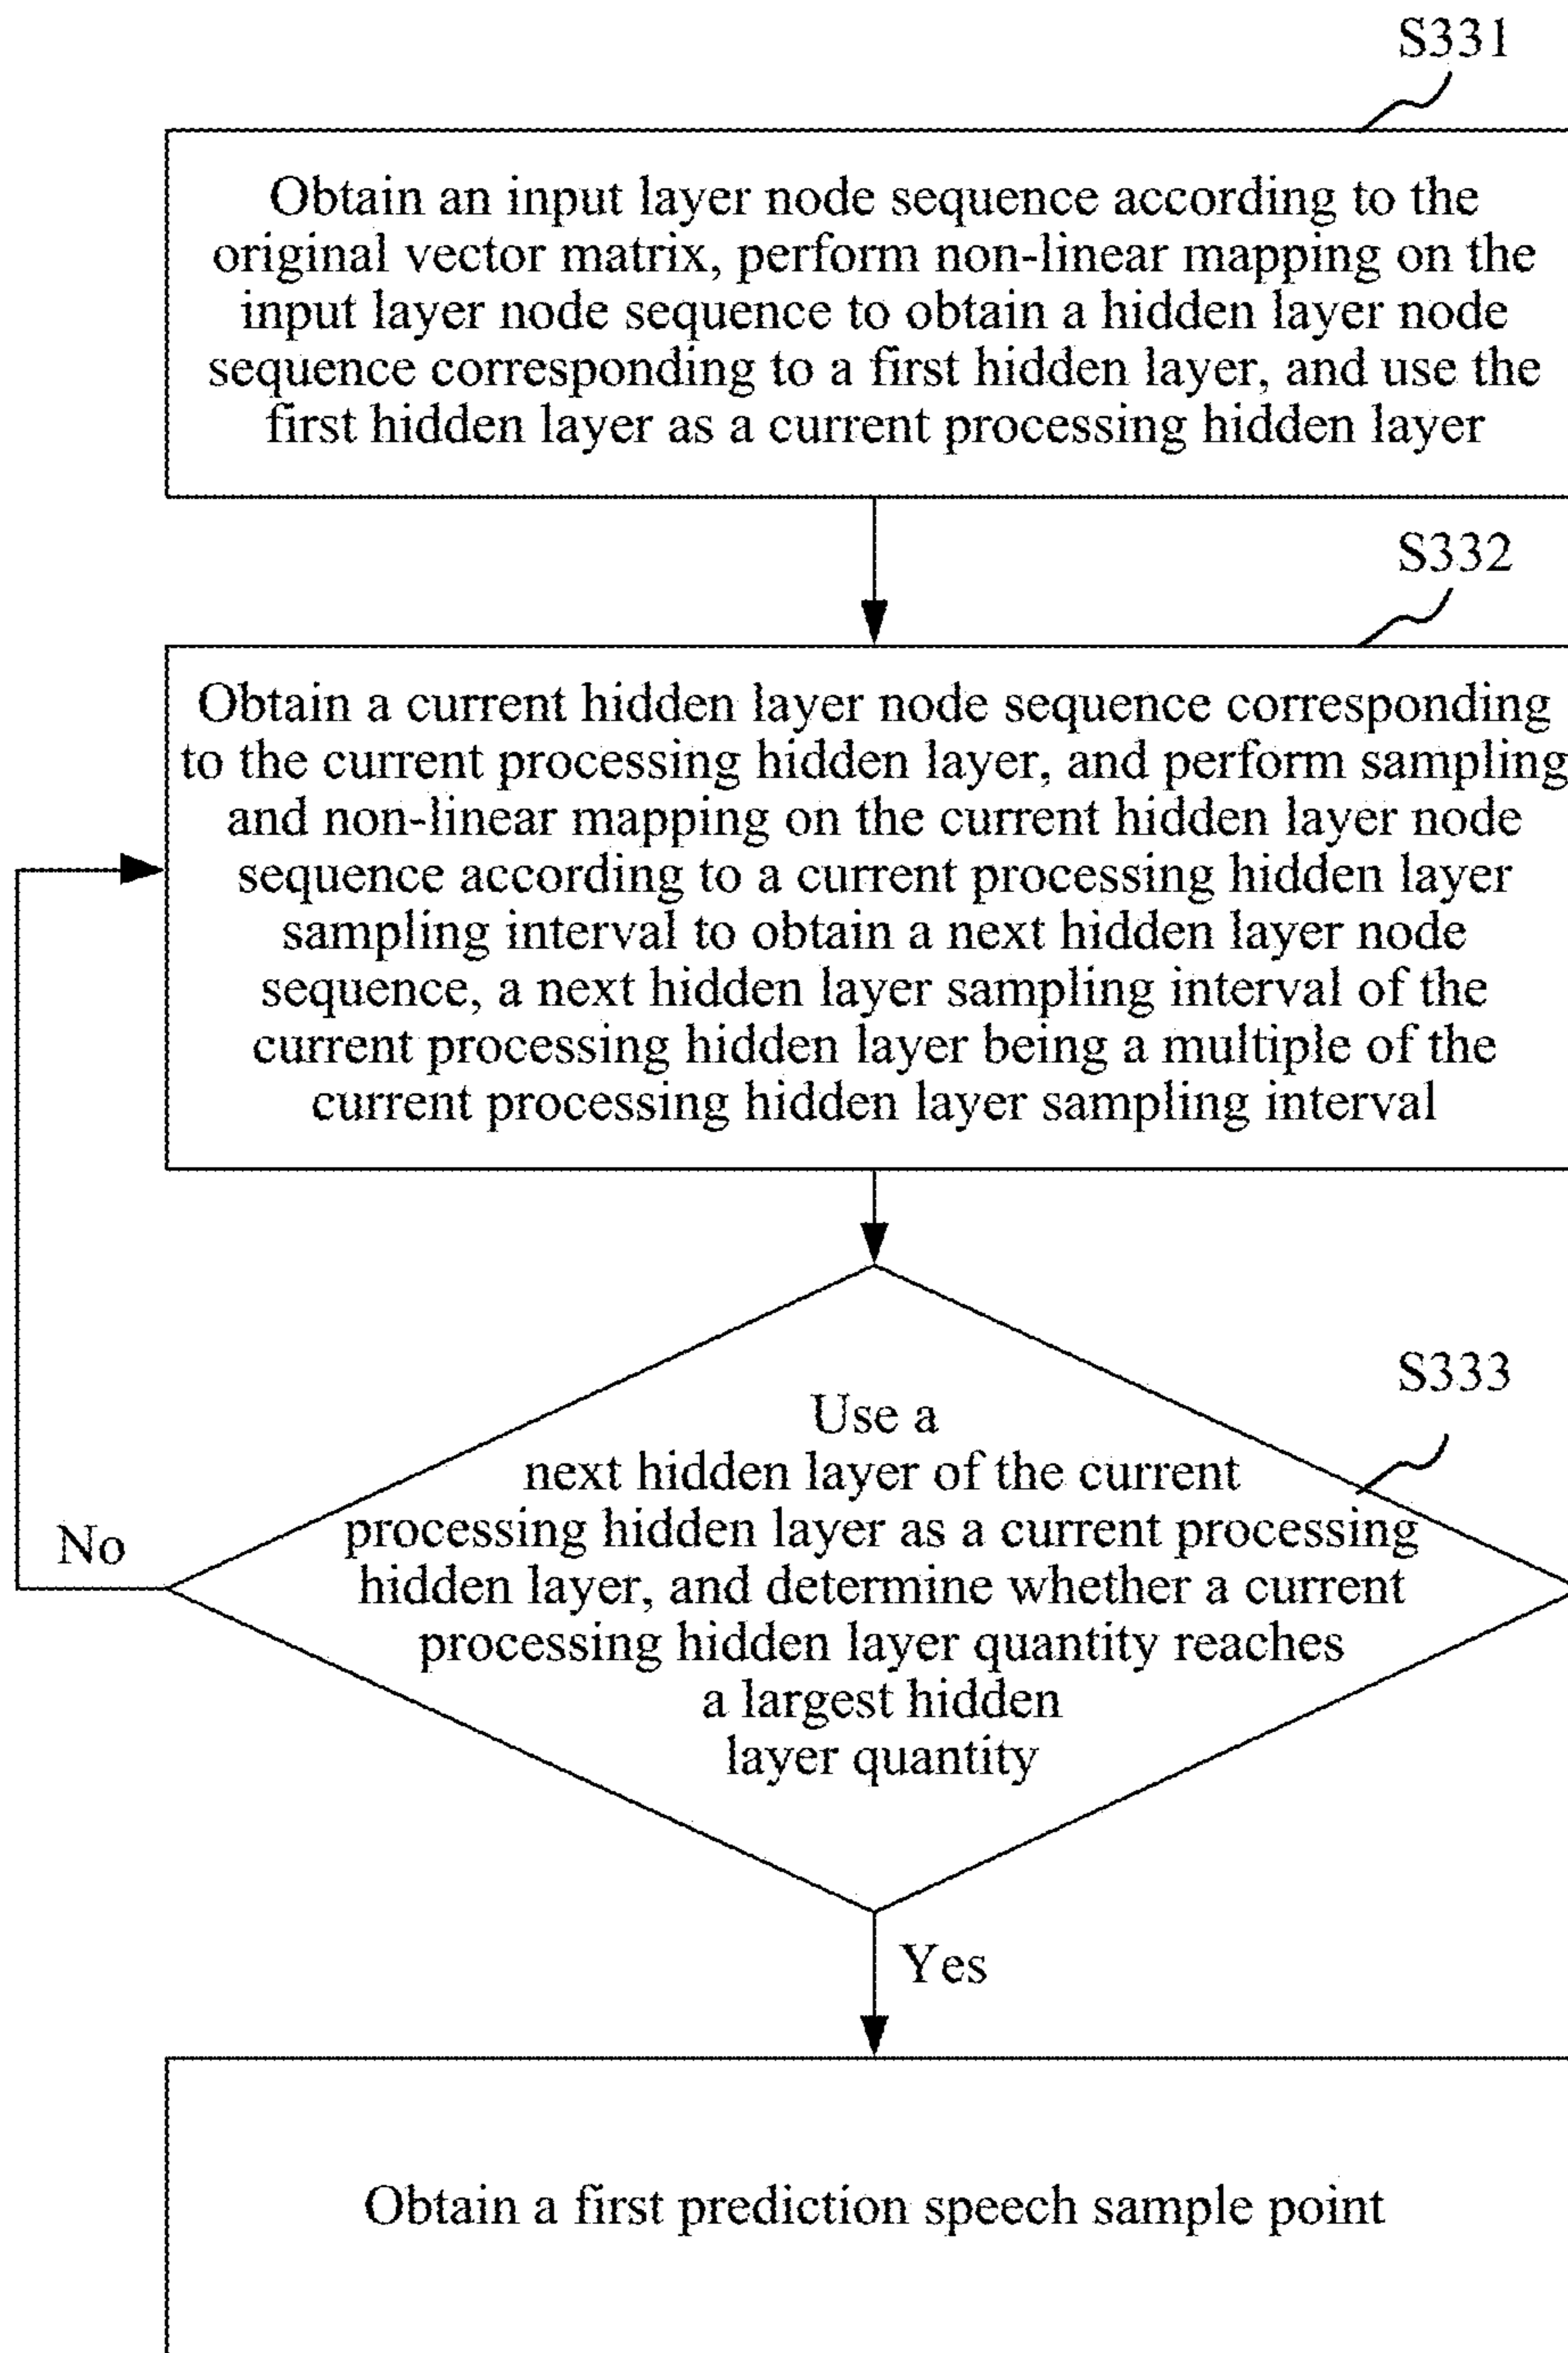 S331
Obtain an input layer node sequence according to the
original vector matrix, perform non-linear mapping on the
input layer node sequence to obtain a hidden layer node
sequence corresponding to a first hidden layer, and use the
first hidden layer as a current processing hidden layer
S332
Obtain a current hidden layer node sequence corresponding
to the current processing hidden layer, and perform sampling
and non-linear mapping on the current hidden layer node
sequence according to a current processing hidden layer
sampling interval to obtain a next hidden layer node
sequence, a next hidden layer sampling interval of the
current processing hidden layer being a multiple of the
current processing hidden layer sampling interval
S333
Use a
next hidden layer of the current
processing hidden layer as a current processing
hidden layer, and determine whether a current
processing hidden layer quantity reaches
a largest hidden
layer quantity
No
Yes
Obtain a first prediction speech sample point